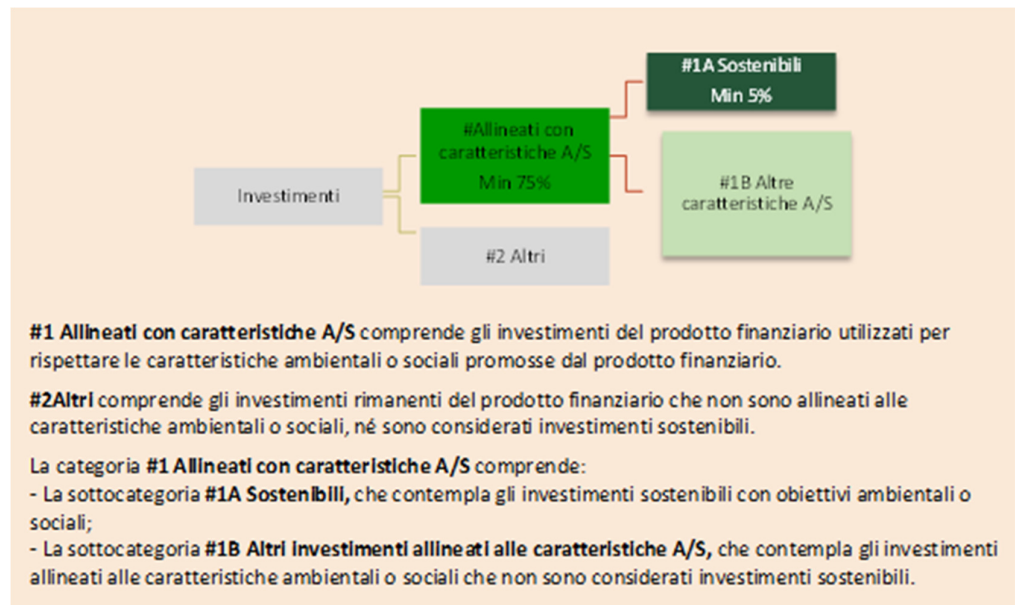 #1A Sostenibili
Min 5%
#Allineati con
caratteristiche A/S
Min 75%
#1B Altre
caratteristiche A/S
Investimenti
#2 Altri
#1 Allineati con caratteristiche A/S comprende gli investimenti del prodotto finanziario utilizzati per
rispettare le caratteristiche ambientali o sociali promosse dal prodotto finanziario.
#2Altri comprende gli investimenti rimanenti del prodotto finanziario che non sono allineati alle
caratteristiche ambientali o sociali, né sono considerati investimenti sostenibili.
La categoria #1 Allineati con caratteristiche A/S comprende:
- La sottocategoria #1A Sostenibili, che contempla gli investimenti sostenibili con obiettivi ambientali o
sociali;
- La sottocategoria #1B Altri investimenti allineati alle caratteristiche A/S, che contempla gli investimenti
allineati alle caratteristiche ambientali o sociali che non sono considerati investimenti sostenibili.